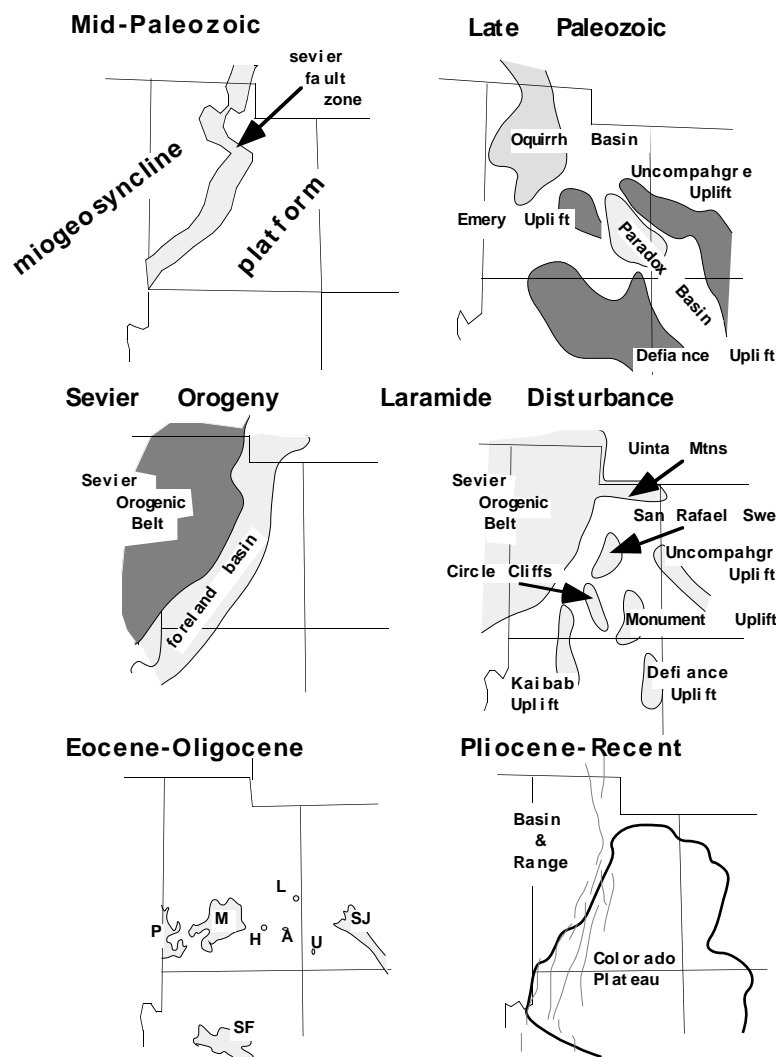 Mid-Paleozoic
Late Paleozoic
sevier
fault
zone
miogeosyncline
platform
Oquirrh Basin
Uncompahgre
Uplift
Emery Uplift
Paradox
Basin
Defiance Uplift
Sevier Orogeny
Laramide Disturbance
Sevier
Orogenic
Belt
foreland basin
Uinta Mtns
Sevier
Orogenic
Belt
San Rafael Swe
Uncompahgr
Uplift
Circle Cliffs
Monument Uplift
Kaibab
Uplift
Defiance
Uplift
Eocene-Oligocene
Pliocene-Recent
L
P
M
H
A
U
SJ
SF
Basin
&
Range
Colorado
Plateau